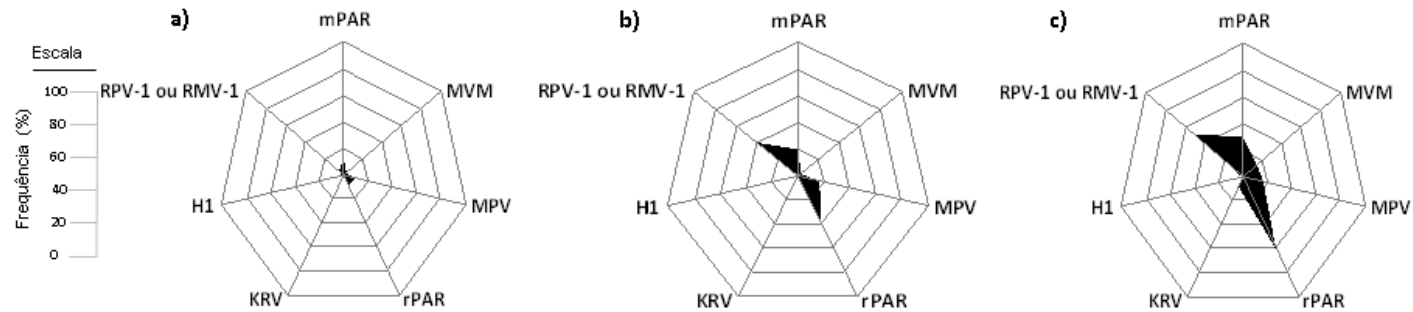 Escala
Frequência (%)
100
80
60
40
20
0
a)
mPAR
MVM
MPV
rPAR
KRV
H1
RPV-1 ou RMV-1
b)
mPAR
MVM
MPV
rPAR
KRV
H1
RPV-1 ou RMV-1
c)
mPAR
MVM
MPV
rPAR
KRV
H1
RPV-1 ou RMV-1